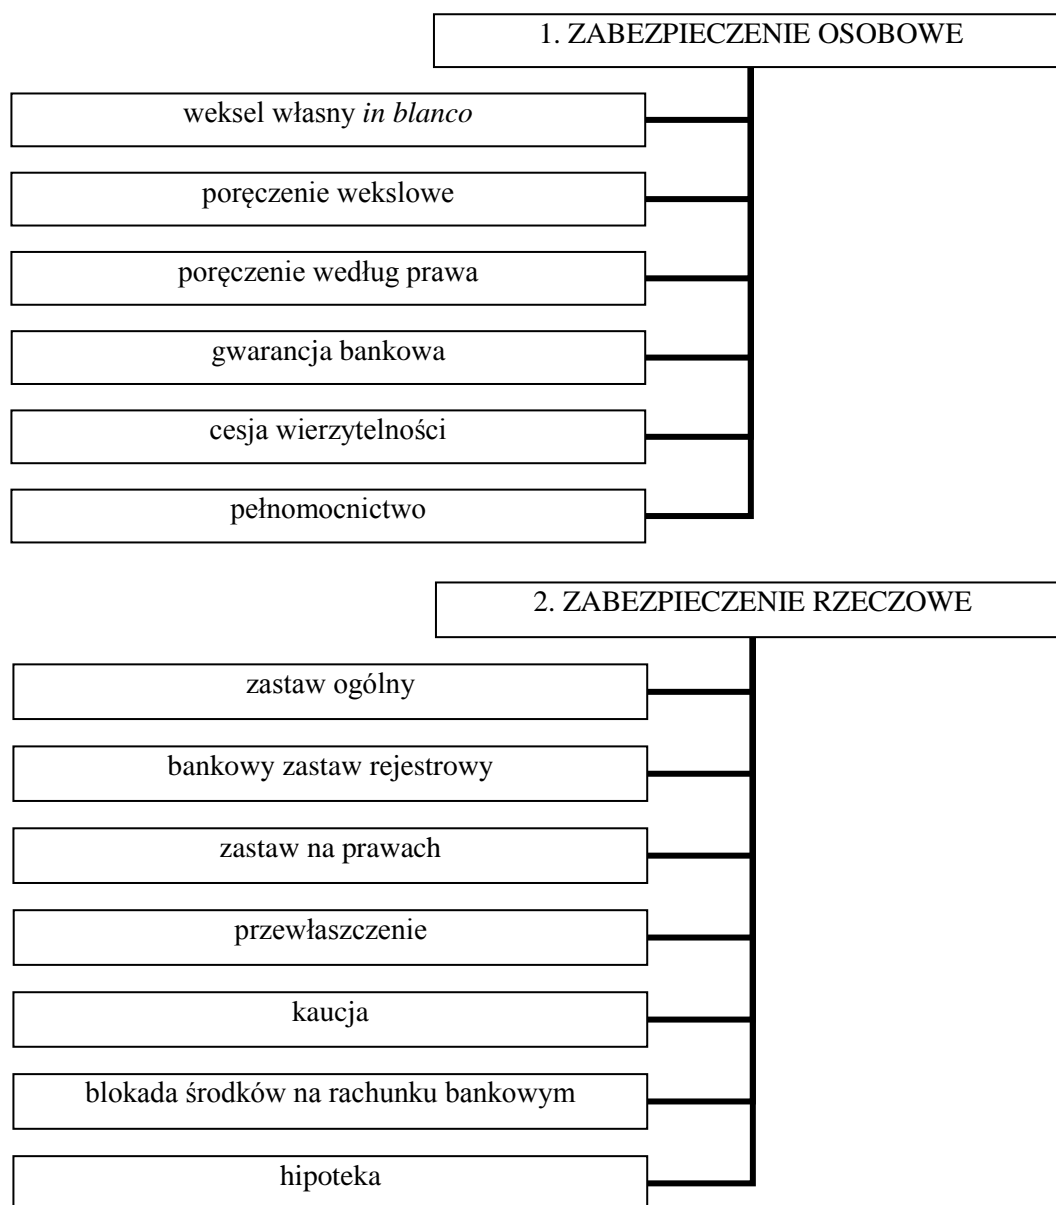 1. ZABEZPIECZENIE OSOBOWE
weksel własny in blanco
poręczenie wekslowe
poręczenie według prawa
gwarancja bankowa
cesja wierzytelności
pełnomocnictwo
2. ZABEZPIECZENIE RZECZOWE
zastaw ogólny
bankowy zastaw rejestrowy
zastaw na prawach
przewłaszczenie
kaucja
blokada środków na rachunku bankowym
hipoteka